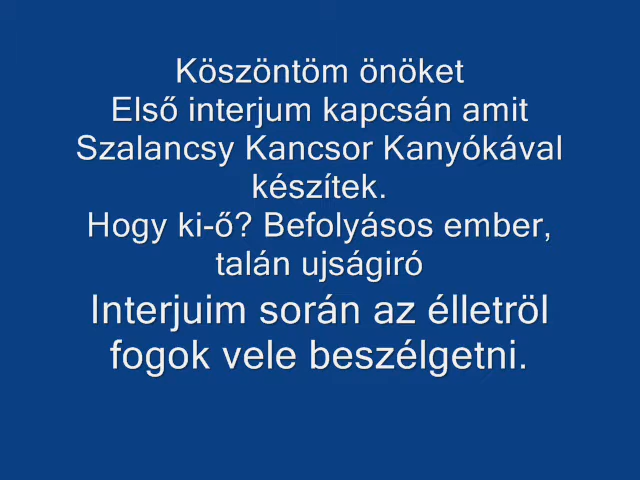 Köszöntöm önöket
Első interjum kapcsán amit
Szalancsy Kancsor Kanyókával
készítek.
Hogy ki-ő? Befolyásos ember,
talán ujságiró
Interjuim során az élletröl
fogok vele beszélgetni.